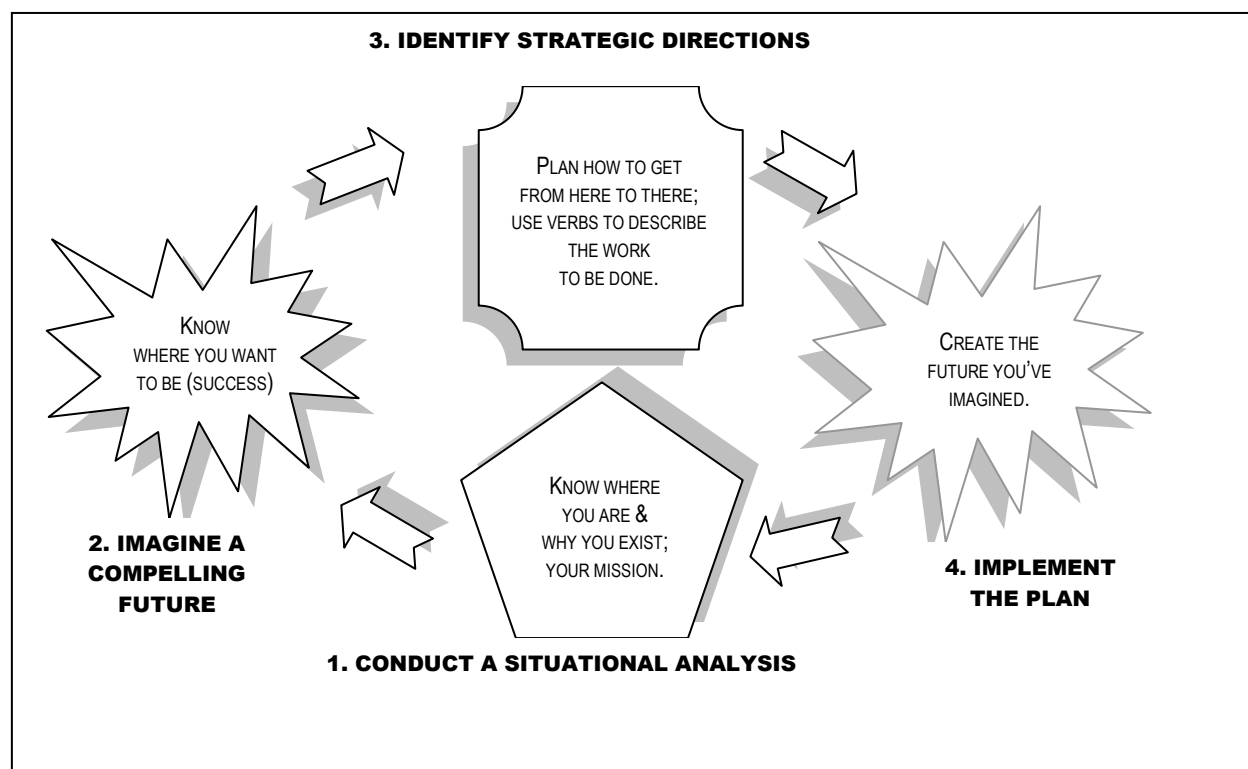 3. IDENTIFY STRATEGIC DIRECTIONS
PLAN HOW TO GET
FROM HERE TO THERE;
USE VERBS TO DESCRIBE
THE WORK
TO BE DONE.
KNOW
WHERE YOU WANT
TO BE (SUCCESS)
CREATE THE
FUTURE YOU'VE
IMAGINED.
KNOW WHERE
YOU ARE &
WHY YOU EXIST;
YOUR MISSION.
2. IMAGINE A
COMPELLING
FUTURE
4. IMPLEMENT
THE PLAN
1. CONDUCT A SITUATIONAL ANALYSIS